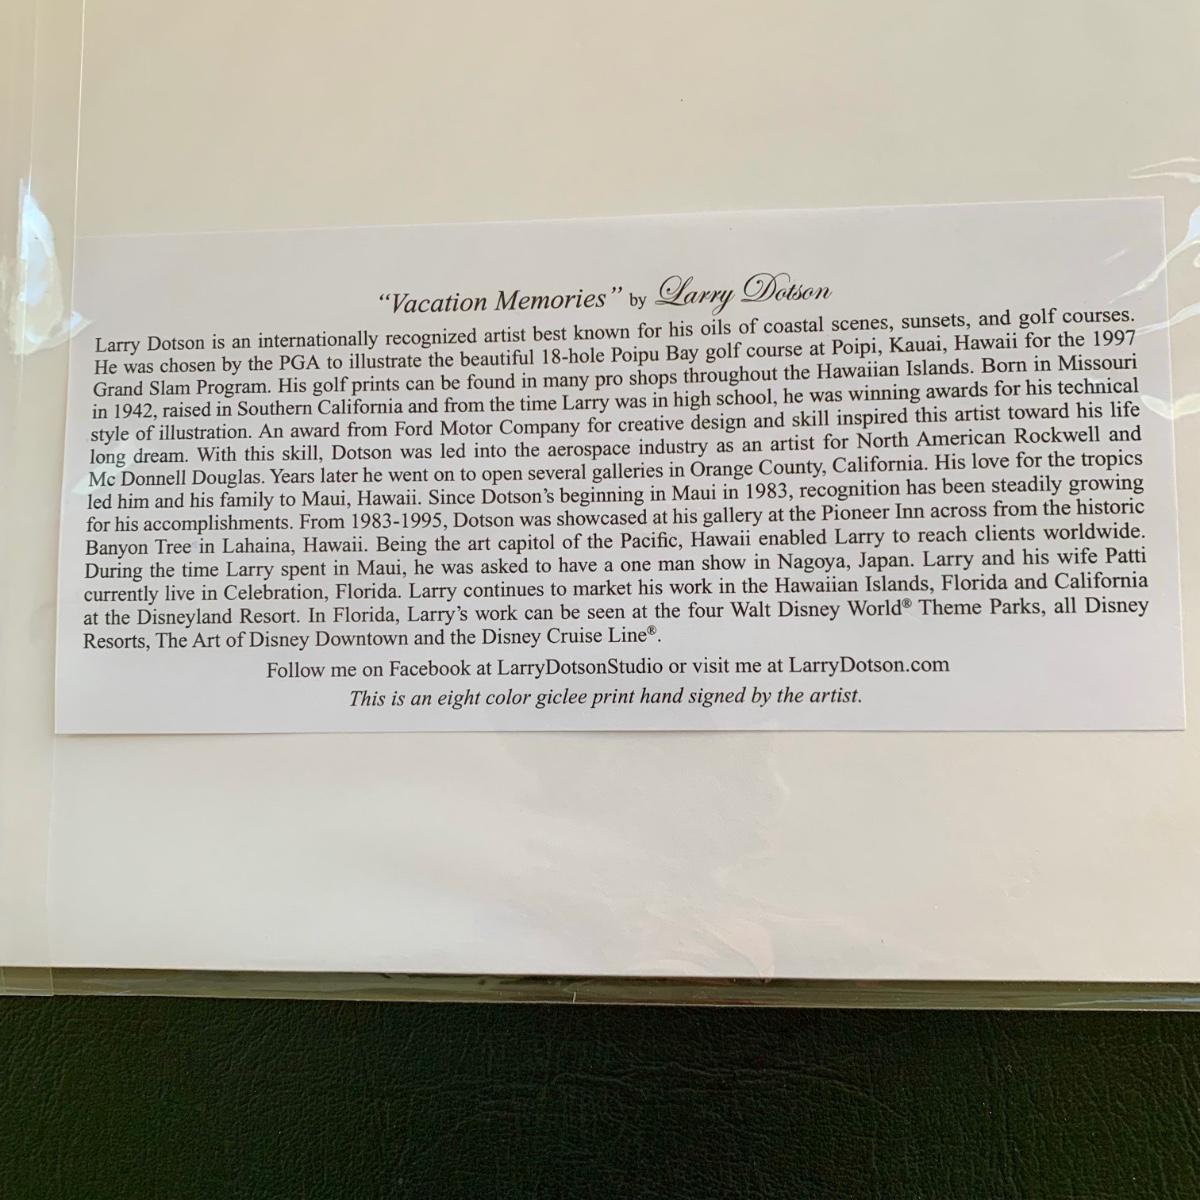 “Vacation Memories” by Larry Dotson
Larry Dotson is an internationally recognized artist best known for his oils of coastal scenes, sunsets, and golf courses.
He was chosen by the PGA to illustrate the beautiful 18-hole Poipu Bay golf course at Poipi, Kauai, Hawaii for the 1997
Grand Slam Program. His golf prints can be found in many pro shops throughout the Hawaiian Islands. Born in Missouri
in 1942, raised in Southern California and from the time Larry was in high school, he was winning awards for his technical
style of illustration. An award from Ford Motor Company for creative design and skill inspired this artist toward his life
long dream. With this skill, Dotson was led into the aerospace industry as an artist for North American Rockwell and
Mc Donnell Douglas. Years later he went on to open several galleries in Orange County, California. His love for the tropics
led him and his family to Maui, Hawaii. Since Dotson’s beginning in Maui in 1983, recognition has been steadily growing
for his accomplishments. From 1983-1995, Dotson was showcased at his gallery at the Pioneer Inn across from the historic
Banyon Tree in Lahaina, Hawaii. Being the art capitol of the Pacific, Hawaii enabled Larry to reach clients worldwide.
During the time Larry spent in Maui, he was asked to have a one man show in Nagoya, Japan. Larry and his wife Patti
currently live in Celebration, Florida. Larry continues to market his work in the Hawaiian Islands, Florida and California
at the Disneyland Resort. In Florida, Larry’s work can be seen at the four Walt Disney World® Theme Parks, all Disney
Resorts, The Art of Disney Downtown and the Disney Cruise Line®.
Follow me on Facebook at LarryDotsonStudio or visit me at LarryDotson.com
This is an eight color giclee print hand signed by the artist.